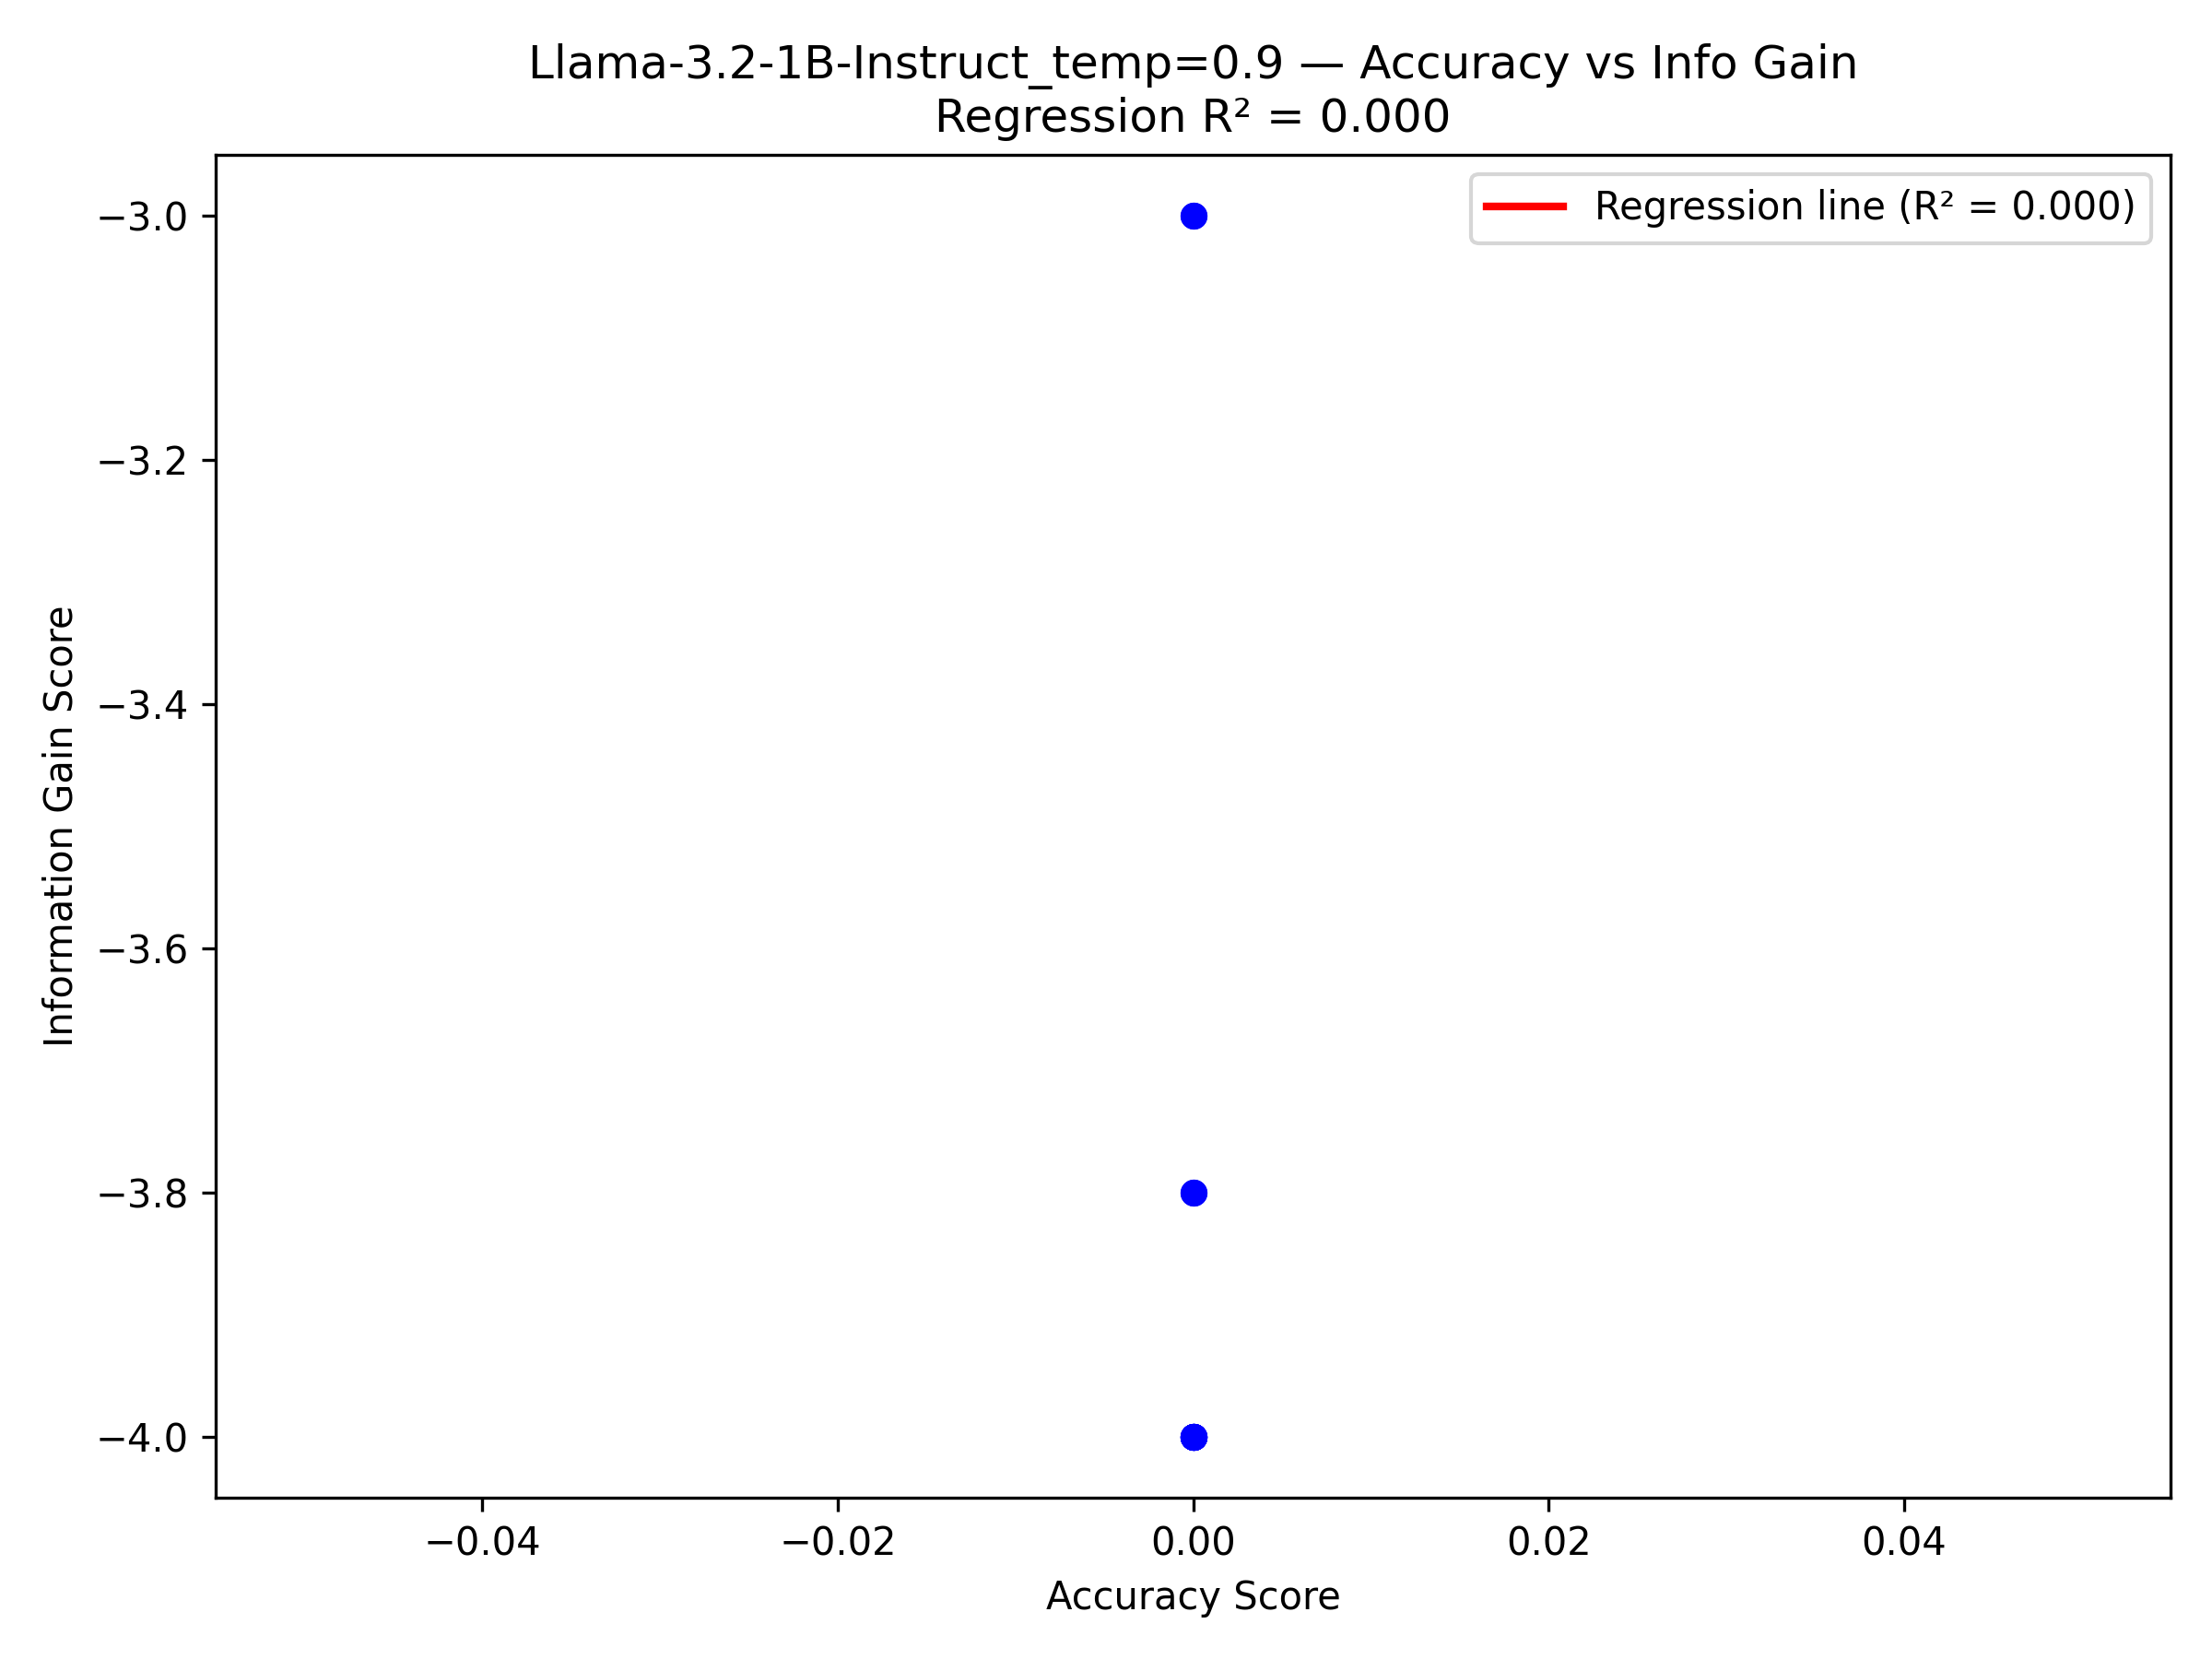 Llama-3.2-1B-Instruct_temp=0.9 — Accuracy vs Info Gain
Regression R² = 0.000
Regression line (R² = 0.000)
Information Gain Score
−3.0
−3.2
−3.4
−3.6
−3.8
−4.0
−0.04
−0.02
0.00
0.02
0.04
Accuracy Score